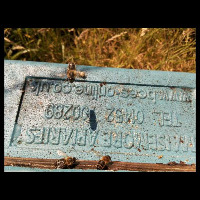 MAISEMORE APIARIES
TEL: 01452 700289
www.bees-online.co.uk